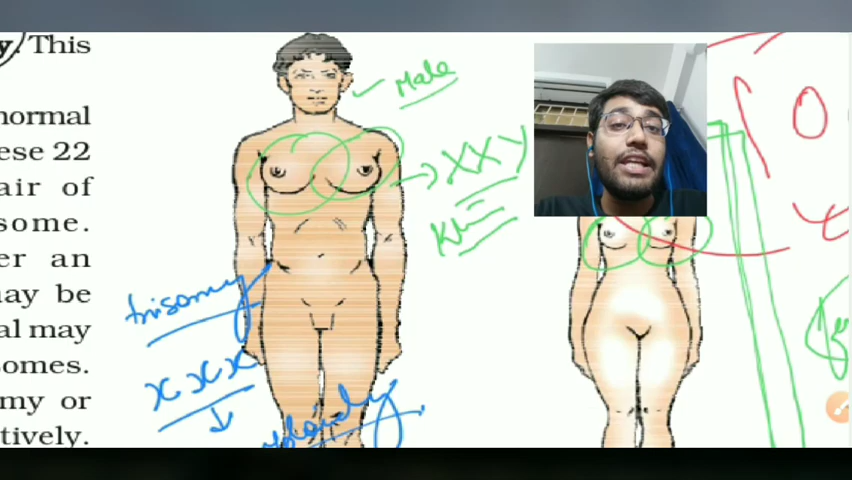 y. This
normal
ese 22
air of
some.
er an
nay be
al may
somes.
my or
tively.
Male
XXY
trisomy
XXX